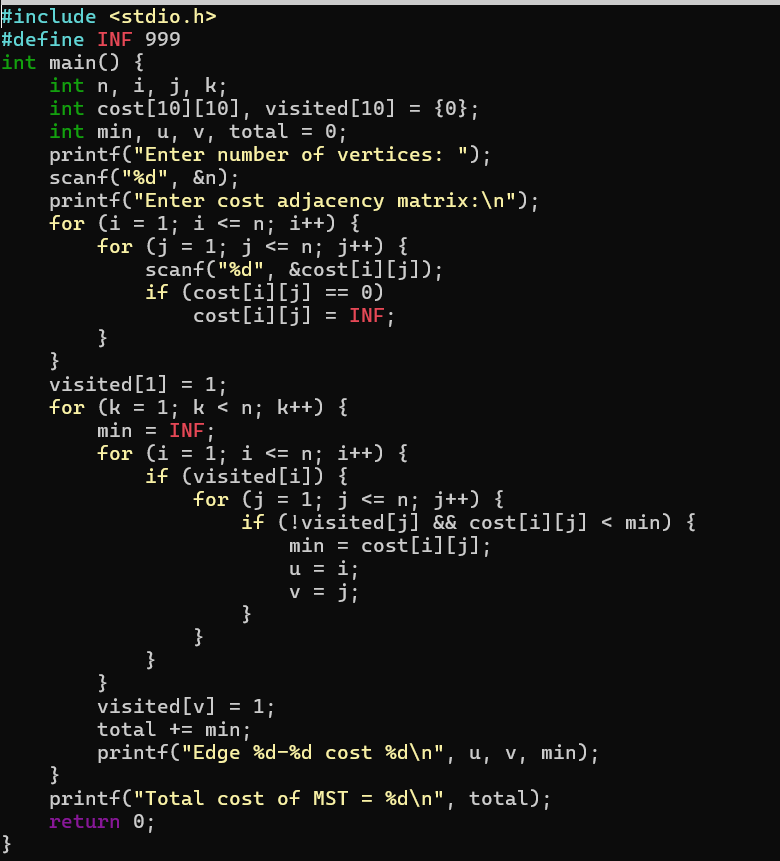 #include <stdio.h>
#define INF 999
int main() {
    int n, i, j, k;
    int cost[10][10], visited[10] = {0};
    int min, u, v, total = 0;
    printf("Enter number of vertices: ");
    scanf("%d", &n);
    printf("Enter cost adjacency matrix:\n");
    for (i = 1; i <= n; i++) {
        for (j = 1; j <= n; j++) {
            scanf("%d", &cost[i][j]);
            if (cost[i][j] == 0)
                cost[i][j] = INF;
        }
    }
    visited[1] = 1;
    for (k = 1; k < n; k++) {
        min = INF;
        for (i = 1; i <= n; i++) {
            if (visited[i]) {
                for (j = 1; j <= n; j++) {
                    if (!visited[j] && cost[i][j] < min) {
                        min = cost[i][j];
                        u = i;
                        v = j;
                    }
                }
            }
        }
        visited[v] = 1;
        total += min;
        printf("Edge %d-%d cost %d\n", u, v, min);
    }
    printf("Total cost of MST = %d\n", total);
    return 0;
}